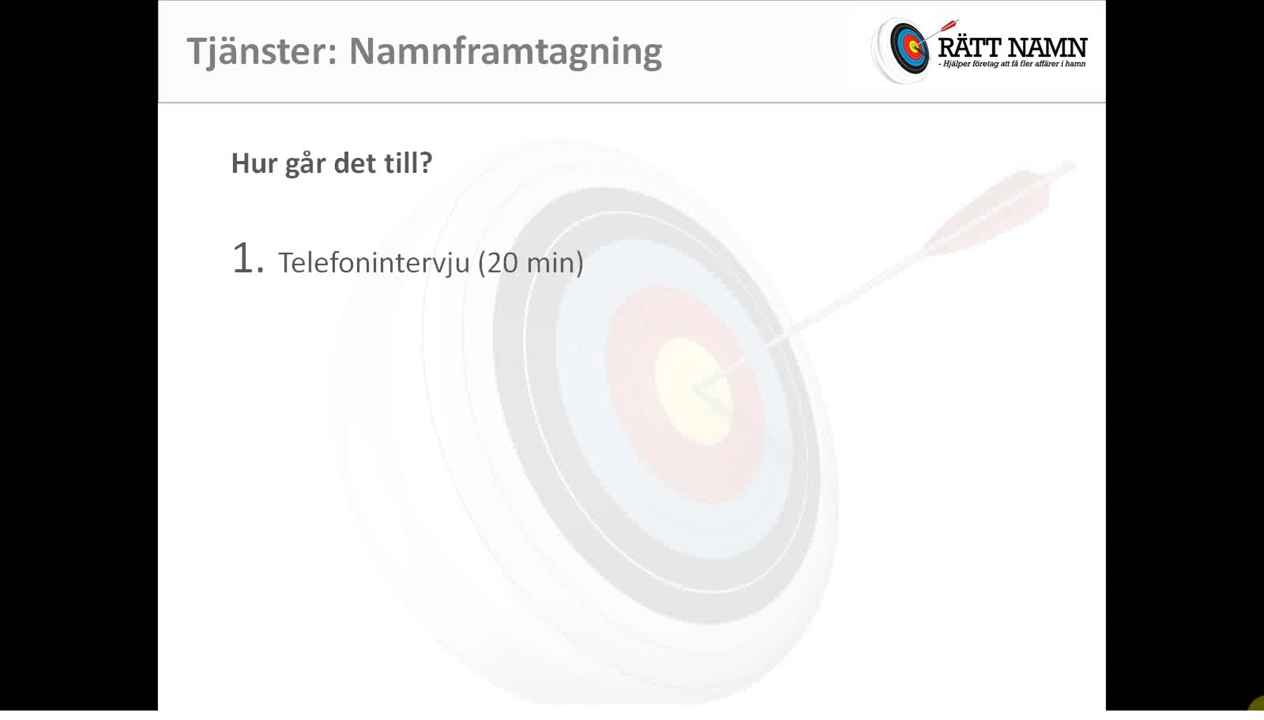 Tjänster: Namnframtagning
RÄTT NAMN
- Hjälper företag att få fler affärer i hamn
Hur går det till?
1. Telefonintervju (20 min)